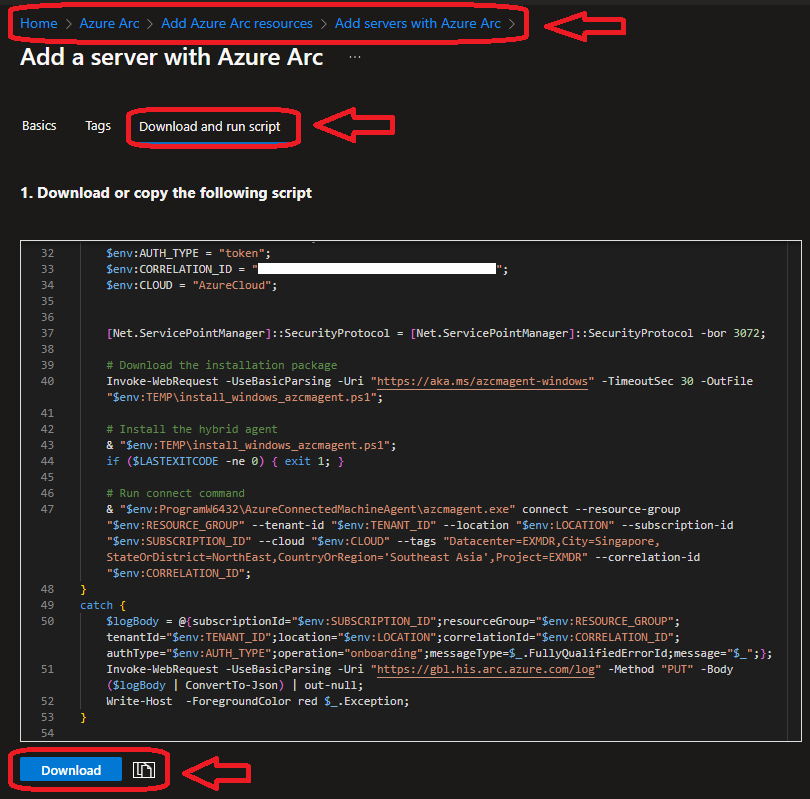 Home > Azure Arc > Add Azure Arc resources > Add servers with Azure Arc >
Add a server with Azure Arc ...
Basics Tags Download and run script
1. Download or copy the following script
32 $env:AUTH_TYPE = "token";
33 $env:CORRELATION_ID = "";
34 $env:CLOUD = "AzureCloud";
35
36
37 [Net.ServicePointManager]::SecurityProtocol = [Net.ServicePointManager]::SecurityProtocol -bor 3072;
38
39 # Download the installation package
40 Invoke-WebRequest -UseBasicParsing -Uri "https://aka.ms/azcmagent-windows" -TimeoutSec 30 -OutFile
"$env:TEMP\install_windows_azcmagent.ps1";
41
42 # Install the hybrid agent
43 & "$env:TEMP\install_windows_azcmagent.ps1";
44 if ($LASTEXITCODE -ne 0) { exit 1; }
45
46 # Run connect command
47 & "$env:ProgramW6432\AzureConnectedMachineAgent\azcmagent.exe" connect --resource-group
"$env:RESOURCE_GROUP" --tenant-id "$env:TENANT_ID" --location "$env:LOCATION" --subscription-id
"$env:SUBSCRIPTION_ID" --cloud "$env:CLOUD" --tags "Datacenter=EXMDR,City=Singapore,
StateOrDistrict=NorthEast,CountryOrRegion='Southeast Asia',Project=EXMDR" --correlation-id
"$env:CORRELATION_ID";
48 }
49 catch {
50 $logBody = @{subscriptionId="$env:SUBSCRIPTION_ID";resourceGroup="$env:RESOURCE_GROUP";
tenantId="$env:TENANT_ID";location="$env:LOCATION";correlationId="$env:CORRELATION_ID";
authType="$env:AUTH_TYPE";operation="onboarding";messageType=$_.FullyQualifiedErrorId;message="$_";};
51 Invoke-WebRequest -UseBasicParsing -Uri "https://gbl.his.arc.azure.com/log" -Method "PUT" -Body
($logBody | ConvertTo-Json) | out-null;
52 Write-Host  -ForegroundColor red $_.Exception;
53 }
54
Download